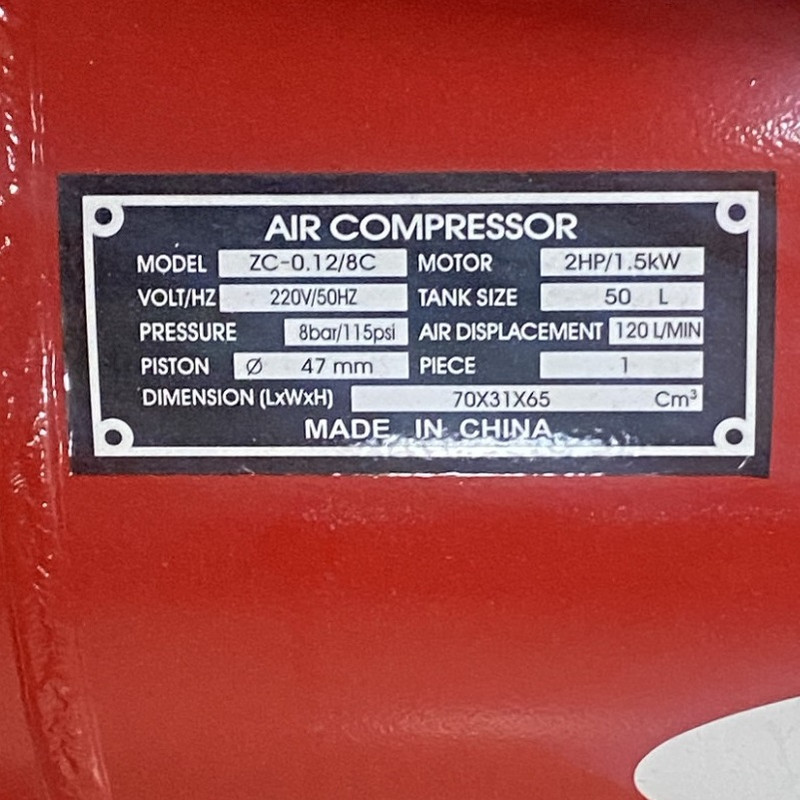 AIR COMPRESSOR
MODEL ZC-0.12/8C MOTOR 2HP/1.5kW
VOLT/HZ 220V/50HZ TANK SIZE 50 L
PRESSURE 8bar/115psi AIR DISPLACEMENT 120 L/MIN
PISTON Ø 47 mm PIECE 1
DIMENSION (LxWxH) 70X31X65 Cm³
MADE IN CHINA